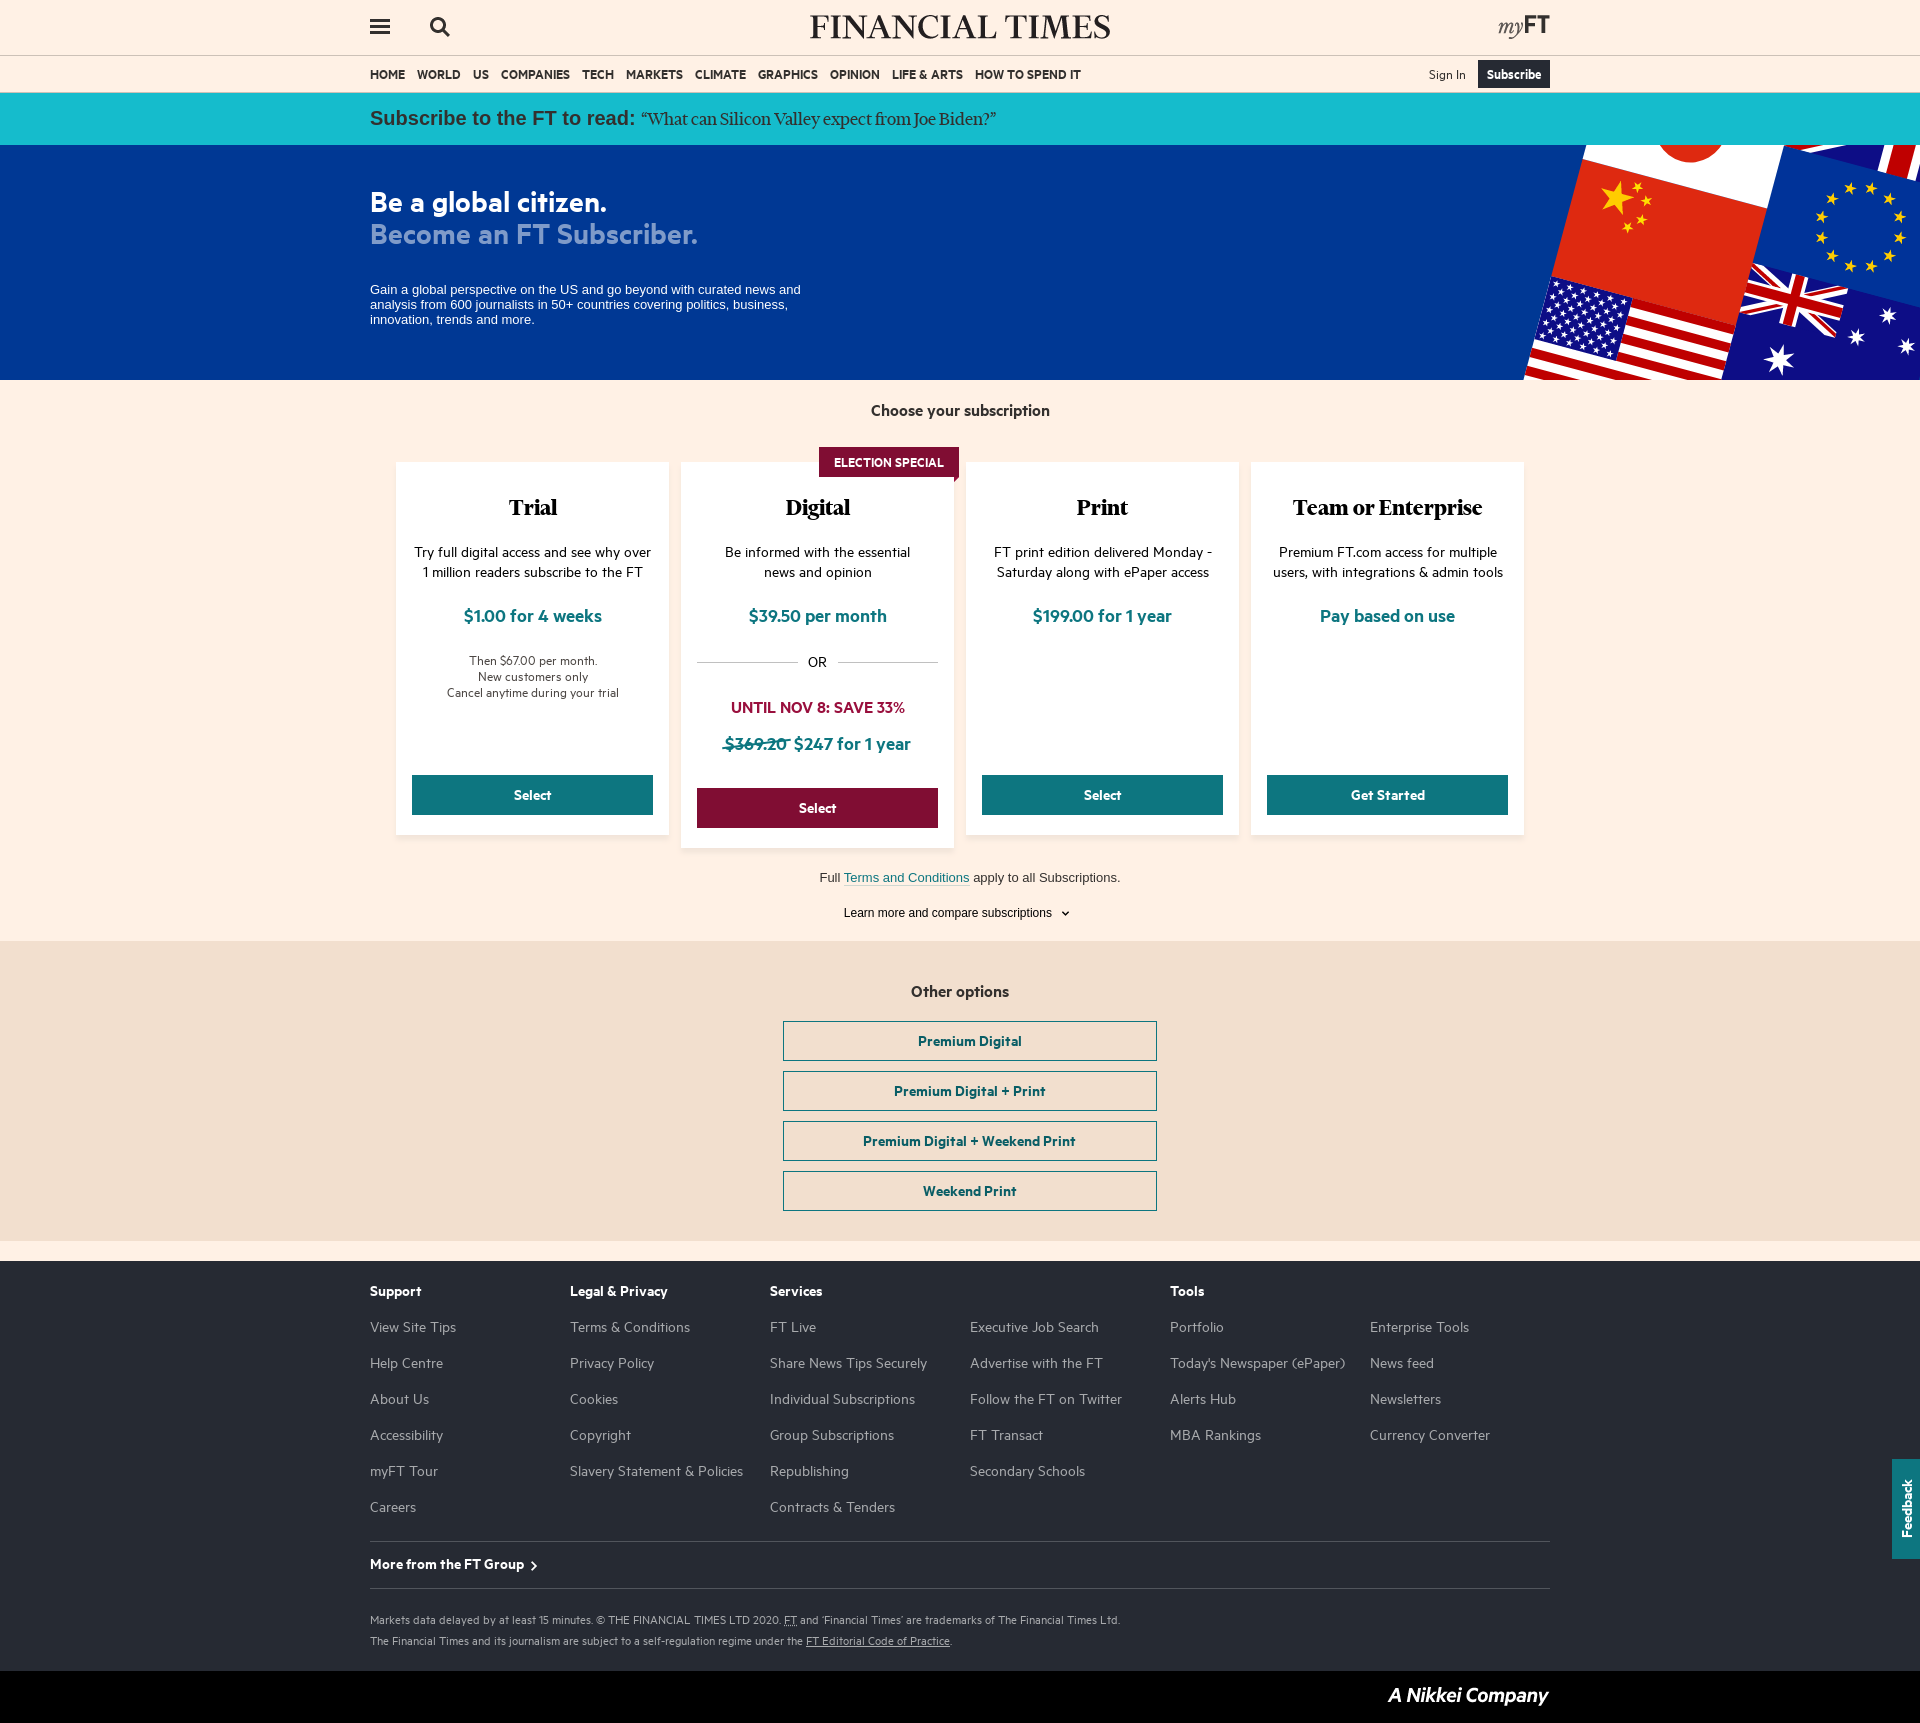 FINANCIAL TIMES
myFT
HOME WORLD US COMPANIES TECH MARKETS CLIMATE GRAPHICS OPINION LIFE & ARTS HOW TO SPEND IT
Sign In Subscribe
Subscribe to the FT to read: “What can Silicon Valley expect from Joe Biden?”
Be a global citizen.
Become an FT Subscriber.
Gain a global perspective on the US and go beyond with curated news and
analysis from 600 journalists in 50+ countries covering politics, business,
innovation, trends and more.
Choose your subscription
Trial
Try full digital access and see why over
1 million readers subscribe to the FT
$1.00 for 4 weeks
Then $67.00 per month.
New customers only
Cancel anytime during your trial
Select
ELECTION SPECIAL
Digital
Be informed with the essential
news and opinion
$39.50 per month
OR
UNTIL NOV 8: SAVE 33%
$369.20 $247 for 1 year
Select
Print
FT print edition delivered Monday -
Saturday along with ePaper access
$199.00 for 1 year
Select
Team or Enterprise
Premium FT.com access for multiple
users, with integrations & admin tools
Pay based on use
Get Started
Full Terms and Conditions apply to all Subscriptions.
Learn more and compare subscriptions
Other options
Premium Digital
Premium Digital + Print
Premium Digital + Weekend Print
Weekend Print
Support
View Site Tips
Help Centre
About Us
Accessibility
myFT Tour
Careers
Legal & Privacy
Terms & Conditions
Privacy Policy
Cookies
Copyright
Slavery Statement & Policies
Services
FT Live
Share News Tips Securely
Individual Subscriptions
Group Subscriptions
Republishing
Contracts & Tenders
Executive Job Search
Advertise with the FT
Follow the FT on Twitter
FT Transact
Secondary Schools
Tools
Portfolio
Today's Newspaper (ePaper)
Alerts Hub
MBA Rankings
Enterprise Tools
News feed
Newsletters
Currency Converter
Feedback
More from the FT Group
Markets data delayed by at least 15 minutes. © THE FINANCIAL TIMES LTD 2020. FT and 'Financial Times' are trademarks of The Financial Times Ltd.
The Financial Times and its journalism are subject to a self-regulation regime under the FT Editorial Code of Practice.
A Nikkei Company